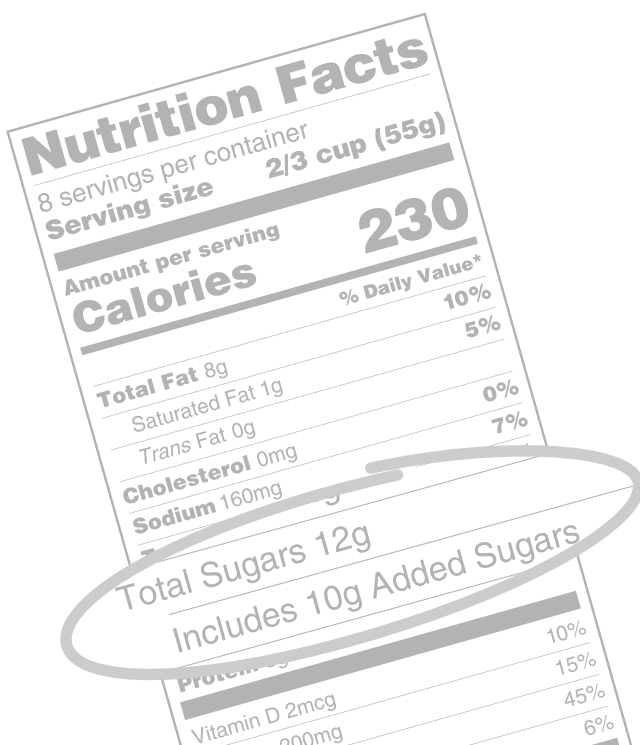 Nutrition Facts
8 servings per container
Serving size 2/3 cup (55g)
Amount per serving
Calories 230
% Daily Value*
Total Fat 8g 10%
Saturated Fat 1g 5%
Trans Fat 0g
Cholesterol 0mg 0%
Sodium 160mg 7%
Total Sugars 12g
Includes 10g Added Sugars
Protein
Vitamin D 2mcg 10%
15%
45%
6%